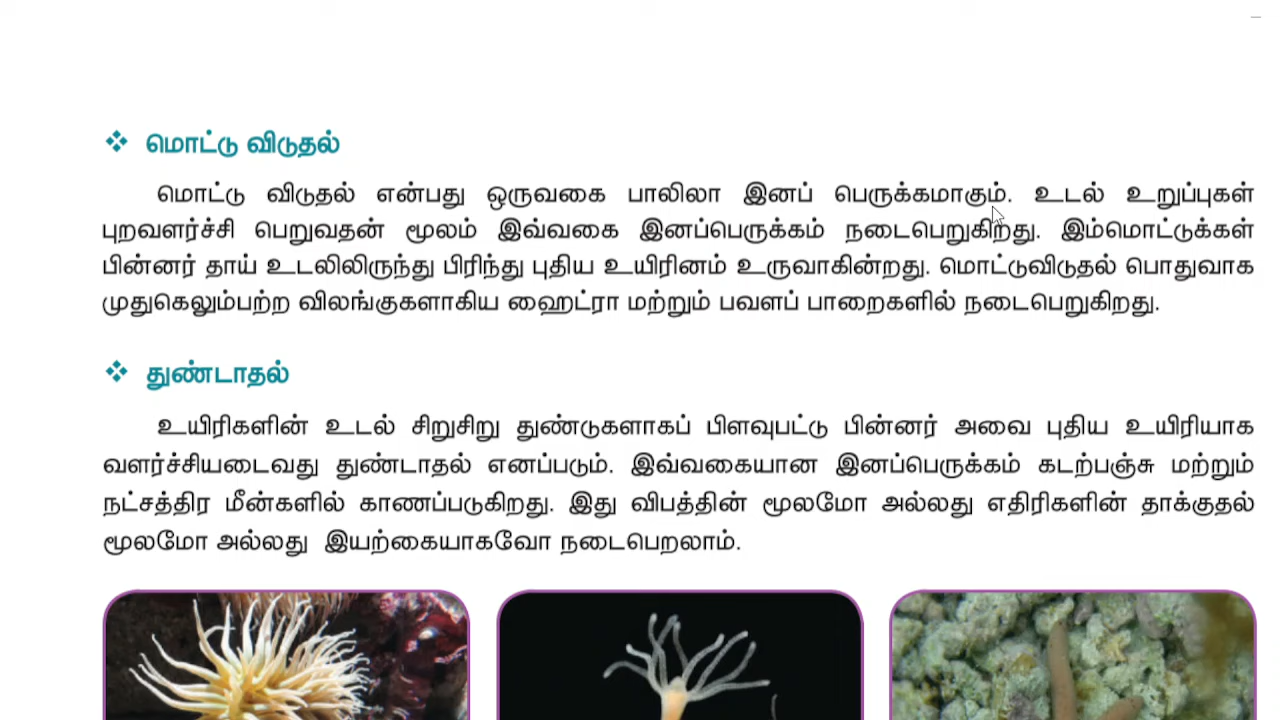 ❖ மொட்டு விடுதல்
மொட்டு விடுதல் என்பது ஒருவகை பாலிலா இனப் பெருக்கமாகும். உடல் உறுப்புகள்
புறவளர்ச்சி பெறுவதன் மூலம் இவ்வகை இனப்பெருக்கம் நடைபெறுகிறது. இம்மொட்டுக்கள்
பின்னர் தாய் உடலிலிருந்து பிரிந்து புதிய உயிரினம் உருவாகின்றது. மொட்டுவிடுதல் பொதுவாக
முதுகெலும்பற்ற விலங்குகளாகிய ஹைட்ரா மற்றும் பவளப் பாறைகளில் நடைபெறுகிறது.
❖ துண்டாதல்
உயிரிகளின் உடல் சிறுசிறு துண்டுகளாகப் பிளவுபட்டு பின்னர் அவை புதிய உயிரியாக
வளர்ச்சியடைவது துண்டாதல் எனப்படும். இவ்வகையான இனப்பெருக்கம் கடற்பஞ்சு மற்றும்
நட்சத்திர மீன்களில் காணப்படுகிறது. இது விபத்தின் மூலமோ அல்லது எதிரிகளின் தாக்குதல்
மூலமோ அல்லது இயற்கையாகவோ நடைபெறலாம்.